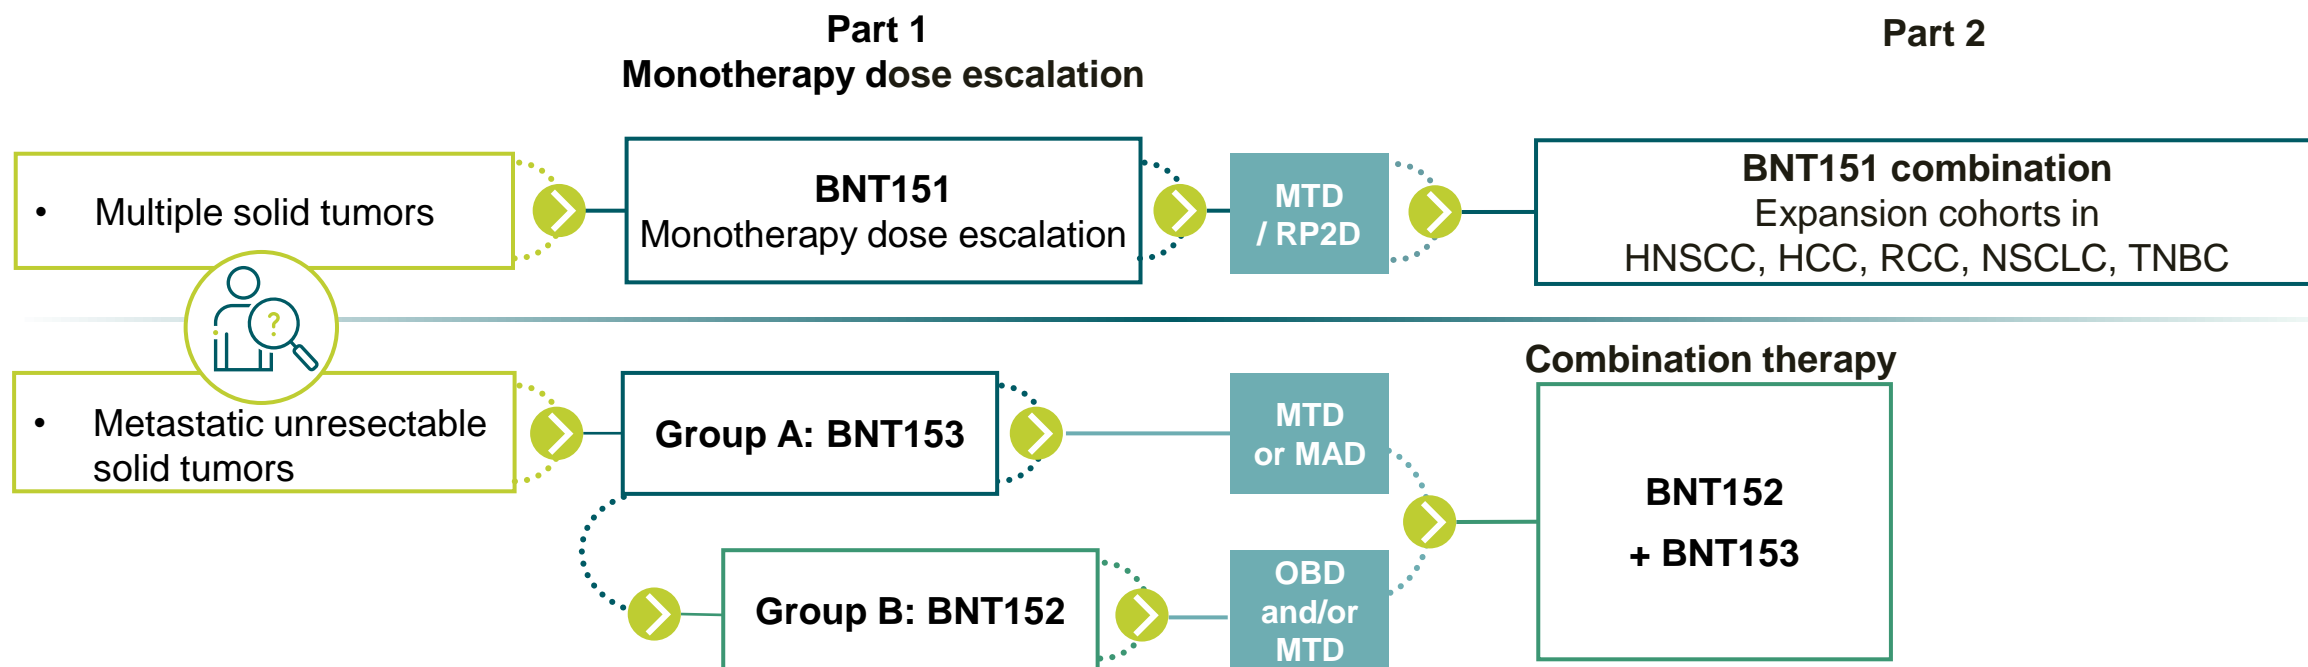 Part 1
Monotherapy dose escalation
Part 2
• Multiple solid tumors
BNT151
Monotherapy dose escalation
MTD
/ RP2D
BNT151 combination
Expansion cohorts in
HNSCC, HCC, RCC, NSCLC, TNBC
?
• Metastatic unresectable
solid tumors
Group A: BNT153
MTD
or MAD
Combination therapy
BNT152
+ BNT153
Group B: BNT152
OBD
and/or
MTD